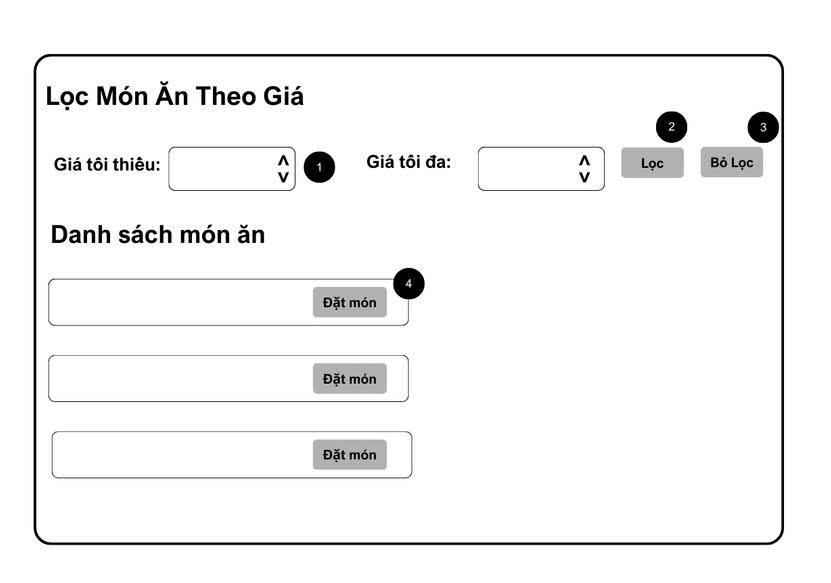 Lọc Món Ăn Theo Giá
2
3
Giá tối thiểu:
1
Giá tối đa:
Lọc
Bỏ Lọc
Danh sách món ăn
4
Đặt món
Đặt món
Đặt món